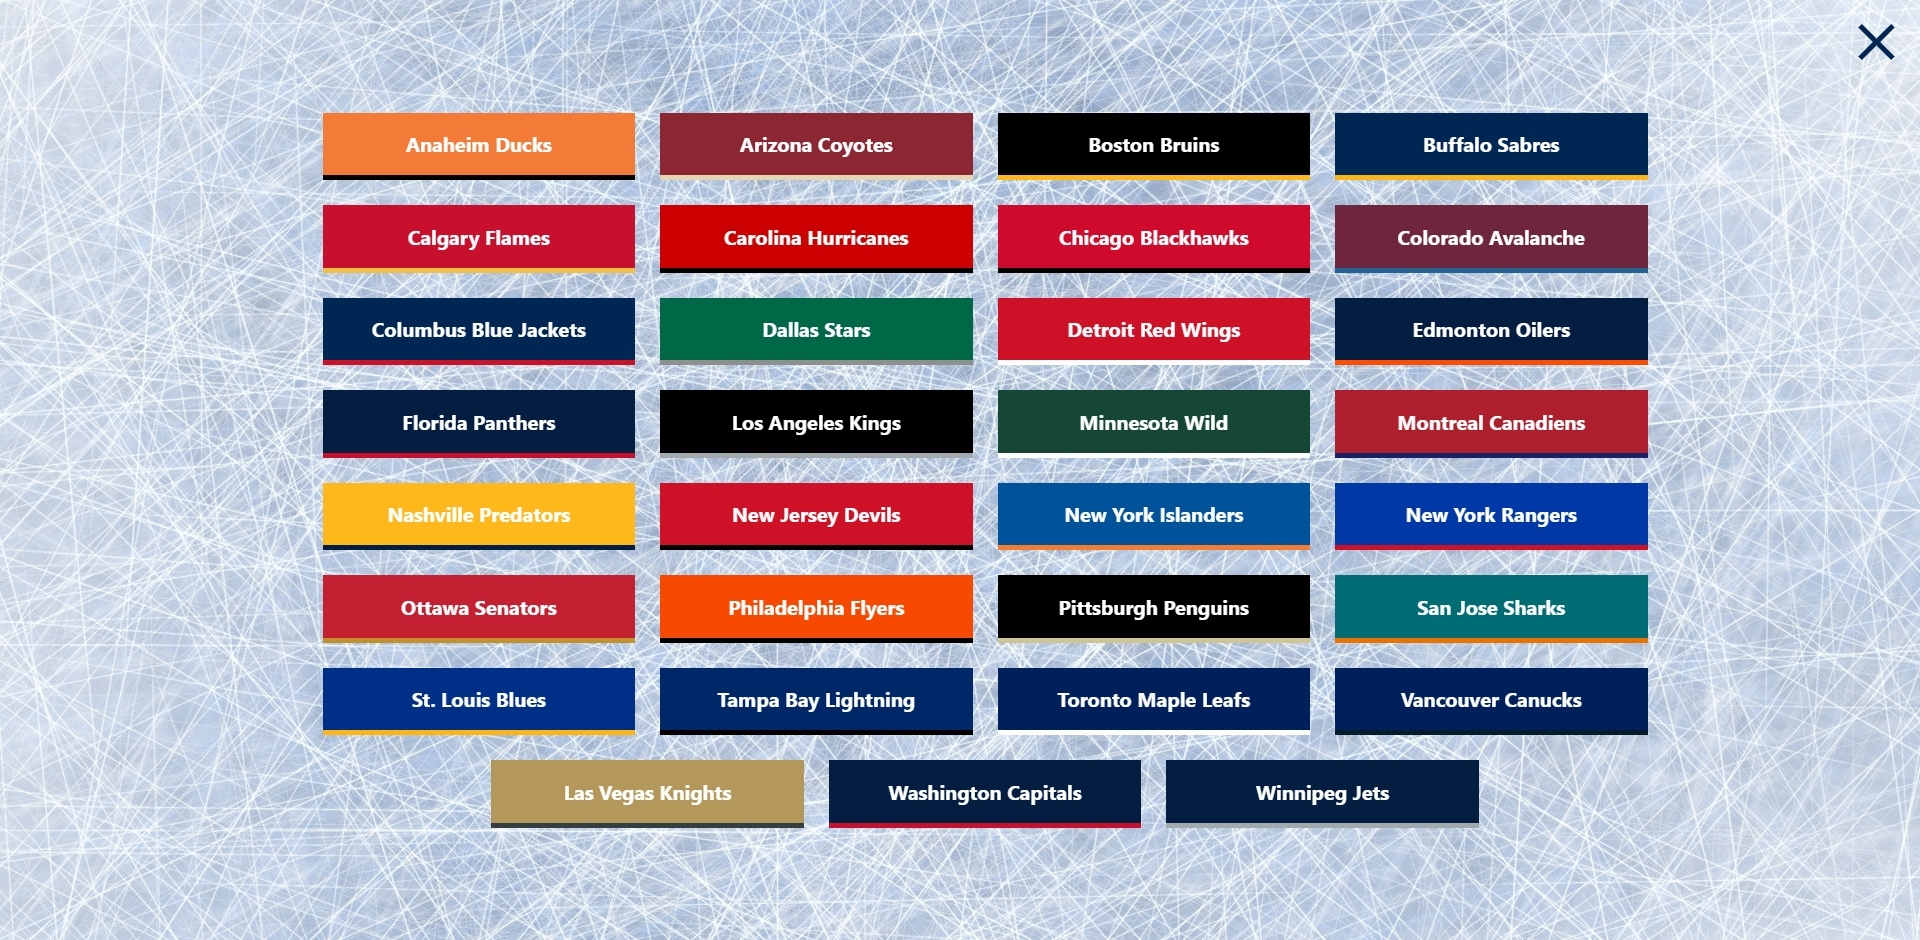 Anaheim Ducks
Arizona Coyotes
Boston Bruins
Buffalo Sabres
Calgary Flames
Carolina Hurricanes
Chicago Blackhawks
Colorado Avalanche
Columbus Blue Jackets
Dallas Stars
Detroit Red Wings
Edmonton Oilers
Florida Panthers
Los Angeles Kings
Minnesota Wild
Montreal Canadiens
Nashville Predators
New Jersey Devils
New York Islanders
New York Rangers
Ottawa Senators
Philadelphia Flyers
Pittsburgh Penguins
San Jose Sharks
St. Louis Blues
Tampa Bay Lightning
Toronto Maple Leafs
Vancouver Canucks
Las Vegas Knights
Washington Capitals
Winnipeg Jets